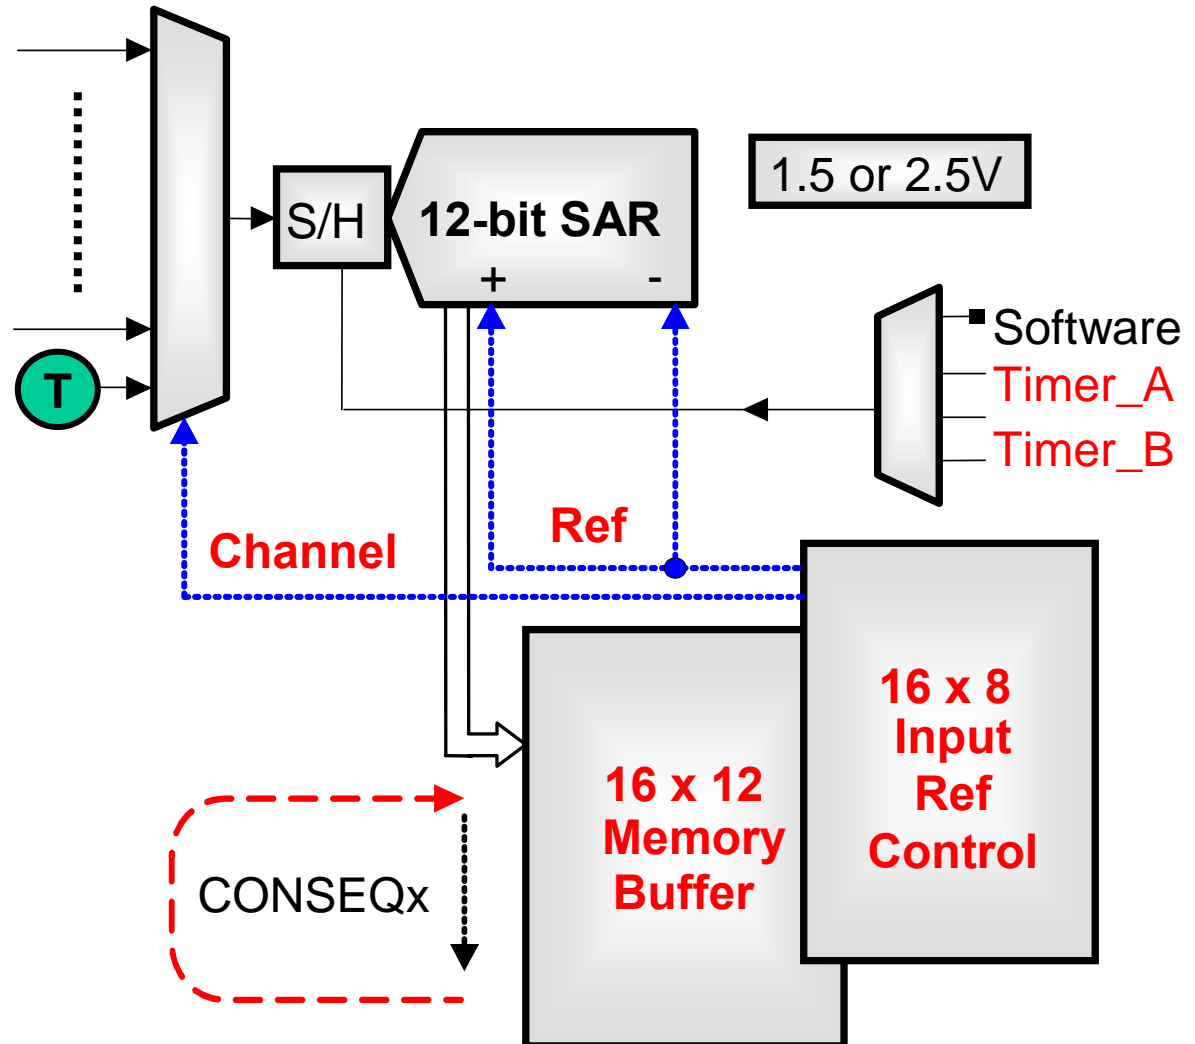 1.5 or 2.5V
S/H
12-bit SAR
+ -
Software
Timer_A
Timer_B
T
Ref
Channel
16 x 8
Input
Ref
Control
16 x 12
Memory
Buffer
CONSEQx